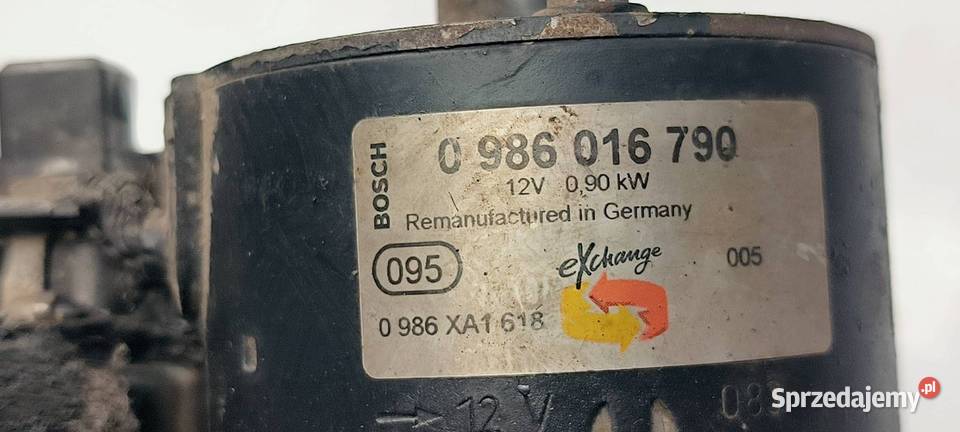 BOSCH
0 986 016 790
12V 0,90 kW
Remanufactured in Germany
095
eXchange
005
0 986 XA1 618
12 V
Sprzedajemy.pl